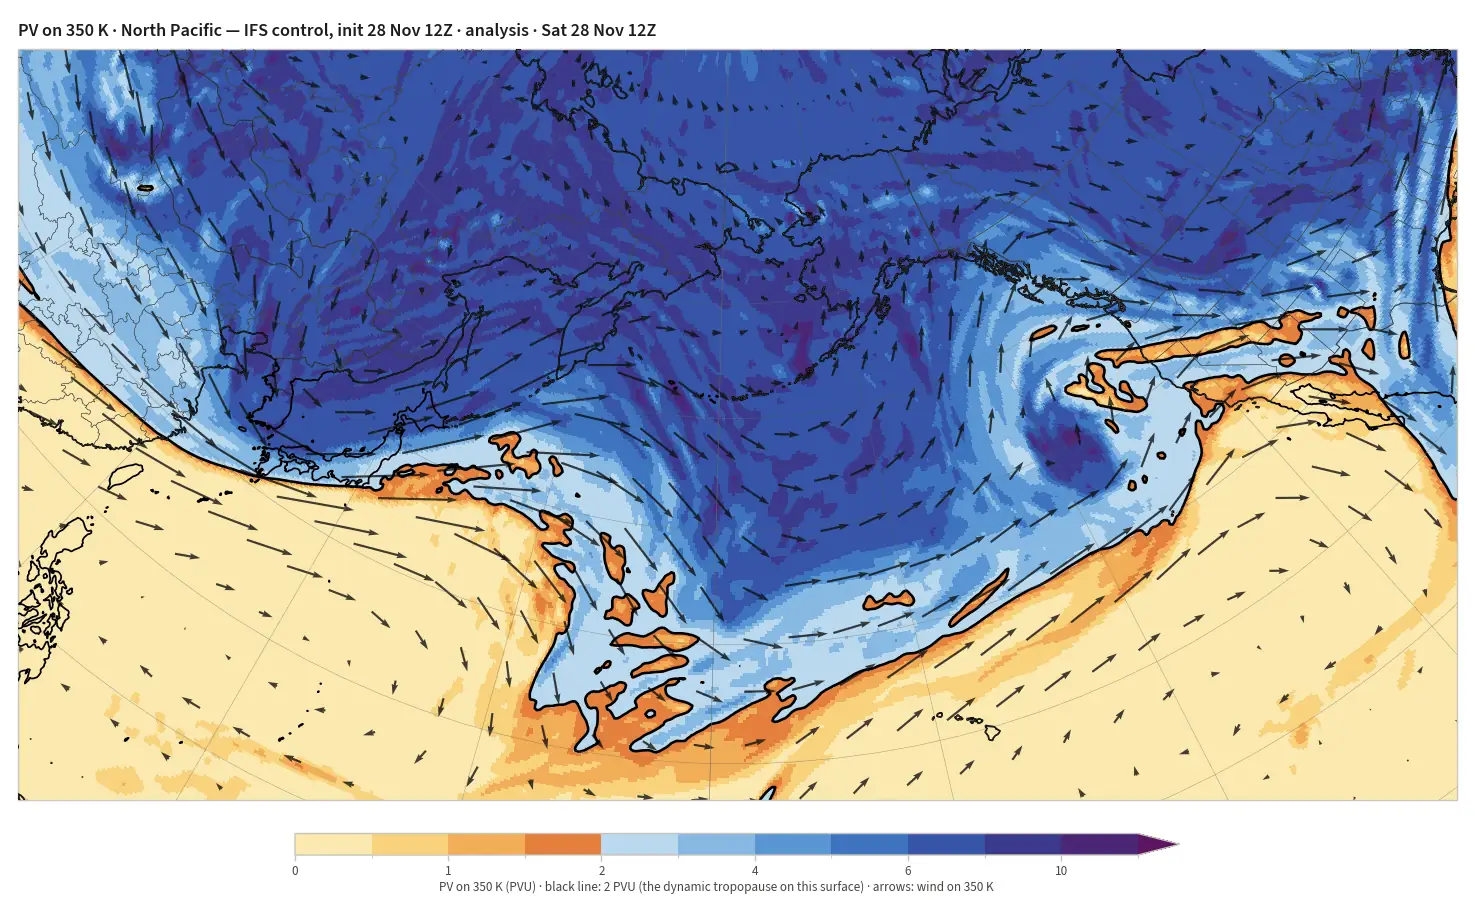 PV on 350 K · North Pacific — IFS control, init 28 Nov 12Z · analysis · Sat 28 Nov 12Z
0 1 2 4 6 10
PV on 350 K (PVU) · black line: 2 PVU (the dynamic tropopause on this surface) · arrows: wind on 350 K